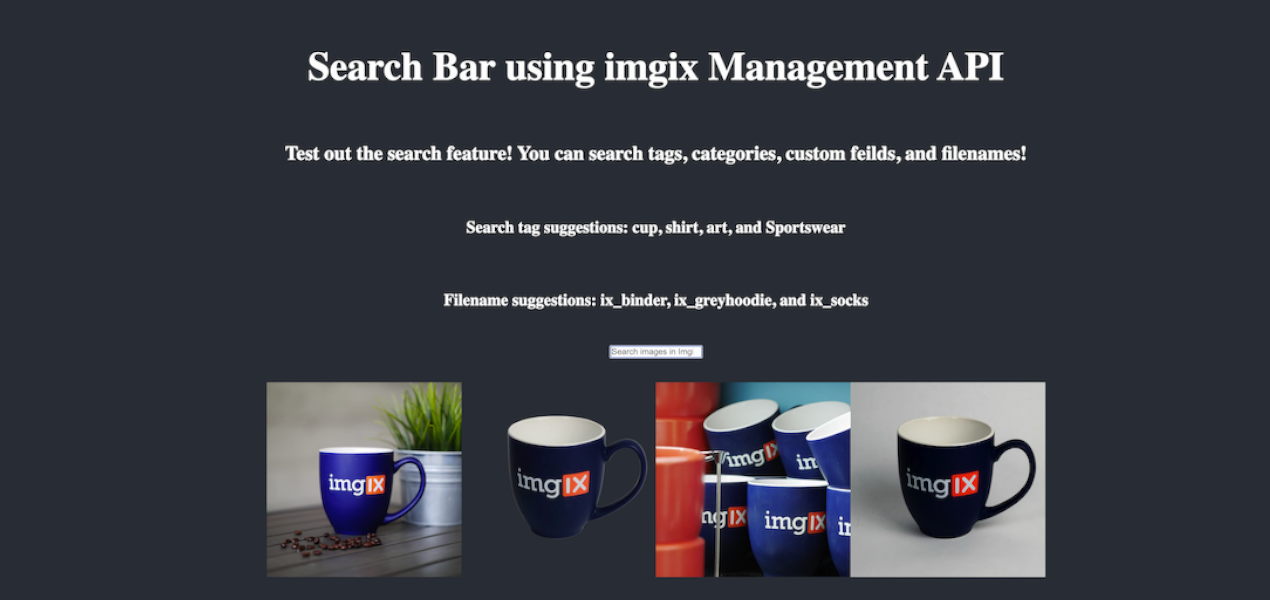 Search Bar using imgix Management API
Test out the search feature! You can search tags, categories, custom feilds, and filenames!
Search tag suggestions: cup, shirt, art, and Sportswear
Filename suggestions: ix_binder, ix_greyhoodie, and ix_socks
Search images in Imgi
imgix
imgix
imgix
im
ngix
imgix
i
imgix